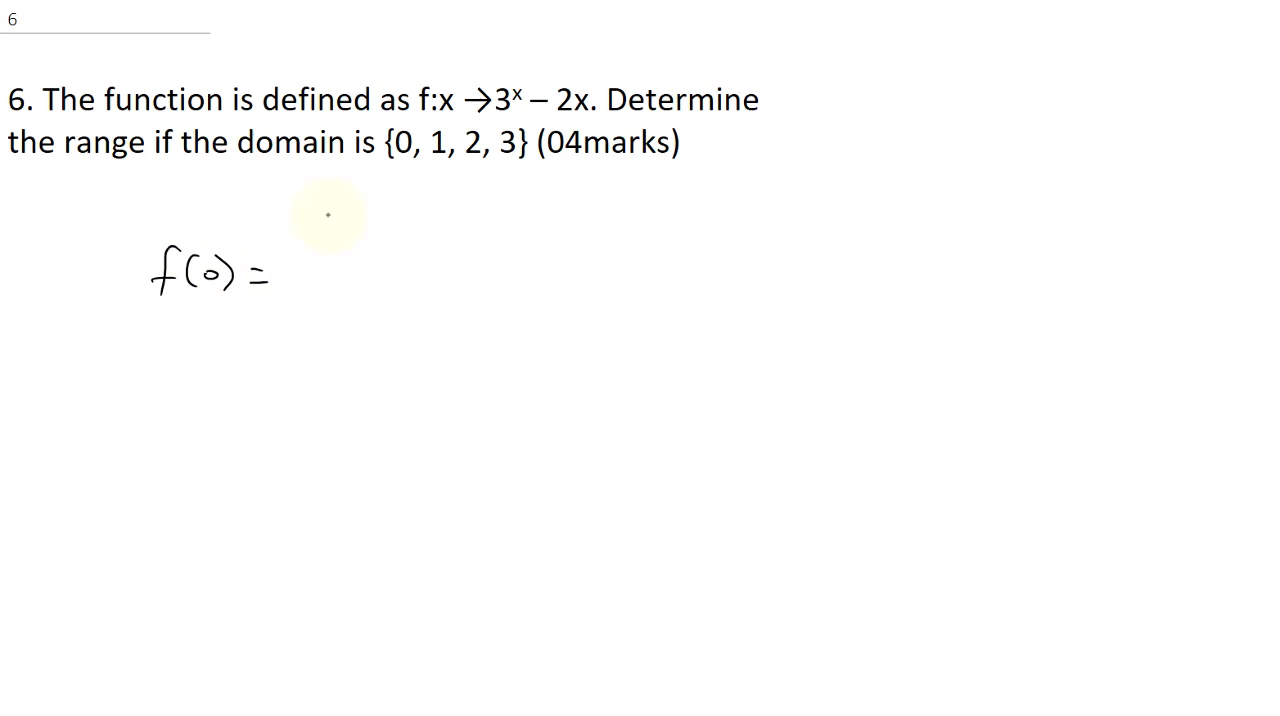 6
6. The function is defined as f:x →3ˣ – 2x. Determine
the range if the domain is {0, 1, 2, 3} (04marks)
f(0) =